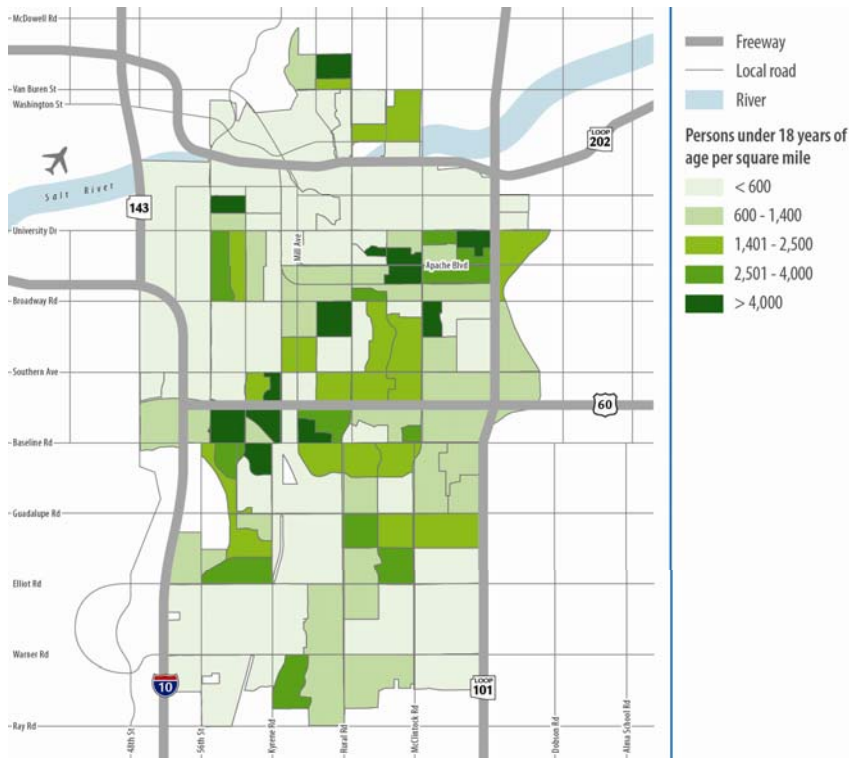 McDowell Rd
Van Buren St
Washington St
Salt River
143
University Dr
Mill Ave
Apache Blvd
LOOP
202
Broadway Rd
Southern Ave
60
Baseline Rd
Guadalupe Rd
Elliot Rd
Warner Rd
10
LOOP
101
Ray Rd
48th St
56th St
Kyrene Rd
Rural Rd
McClintock Rd
Dobson Rd
Alma School Rd
Freeway
Local road
River
Persons under 18 years of
age per square mile
< 600
600 - 1,400
1,401 - 2,500
2,501 - 4,000
> 4,000